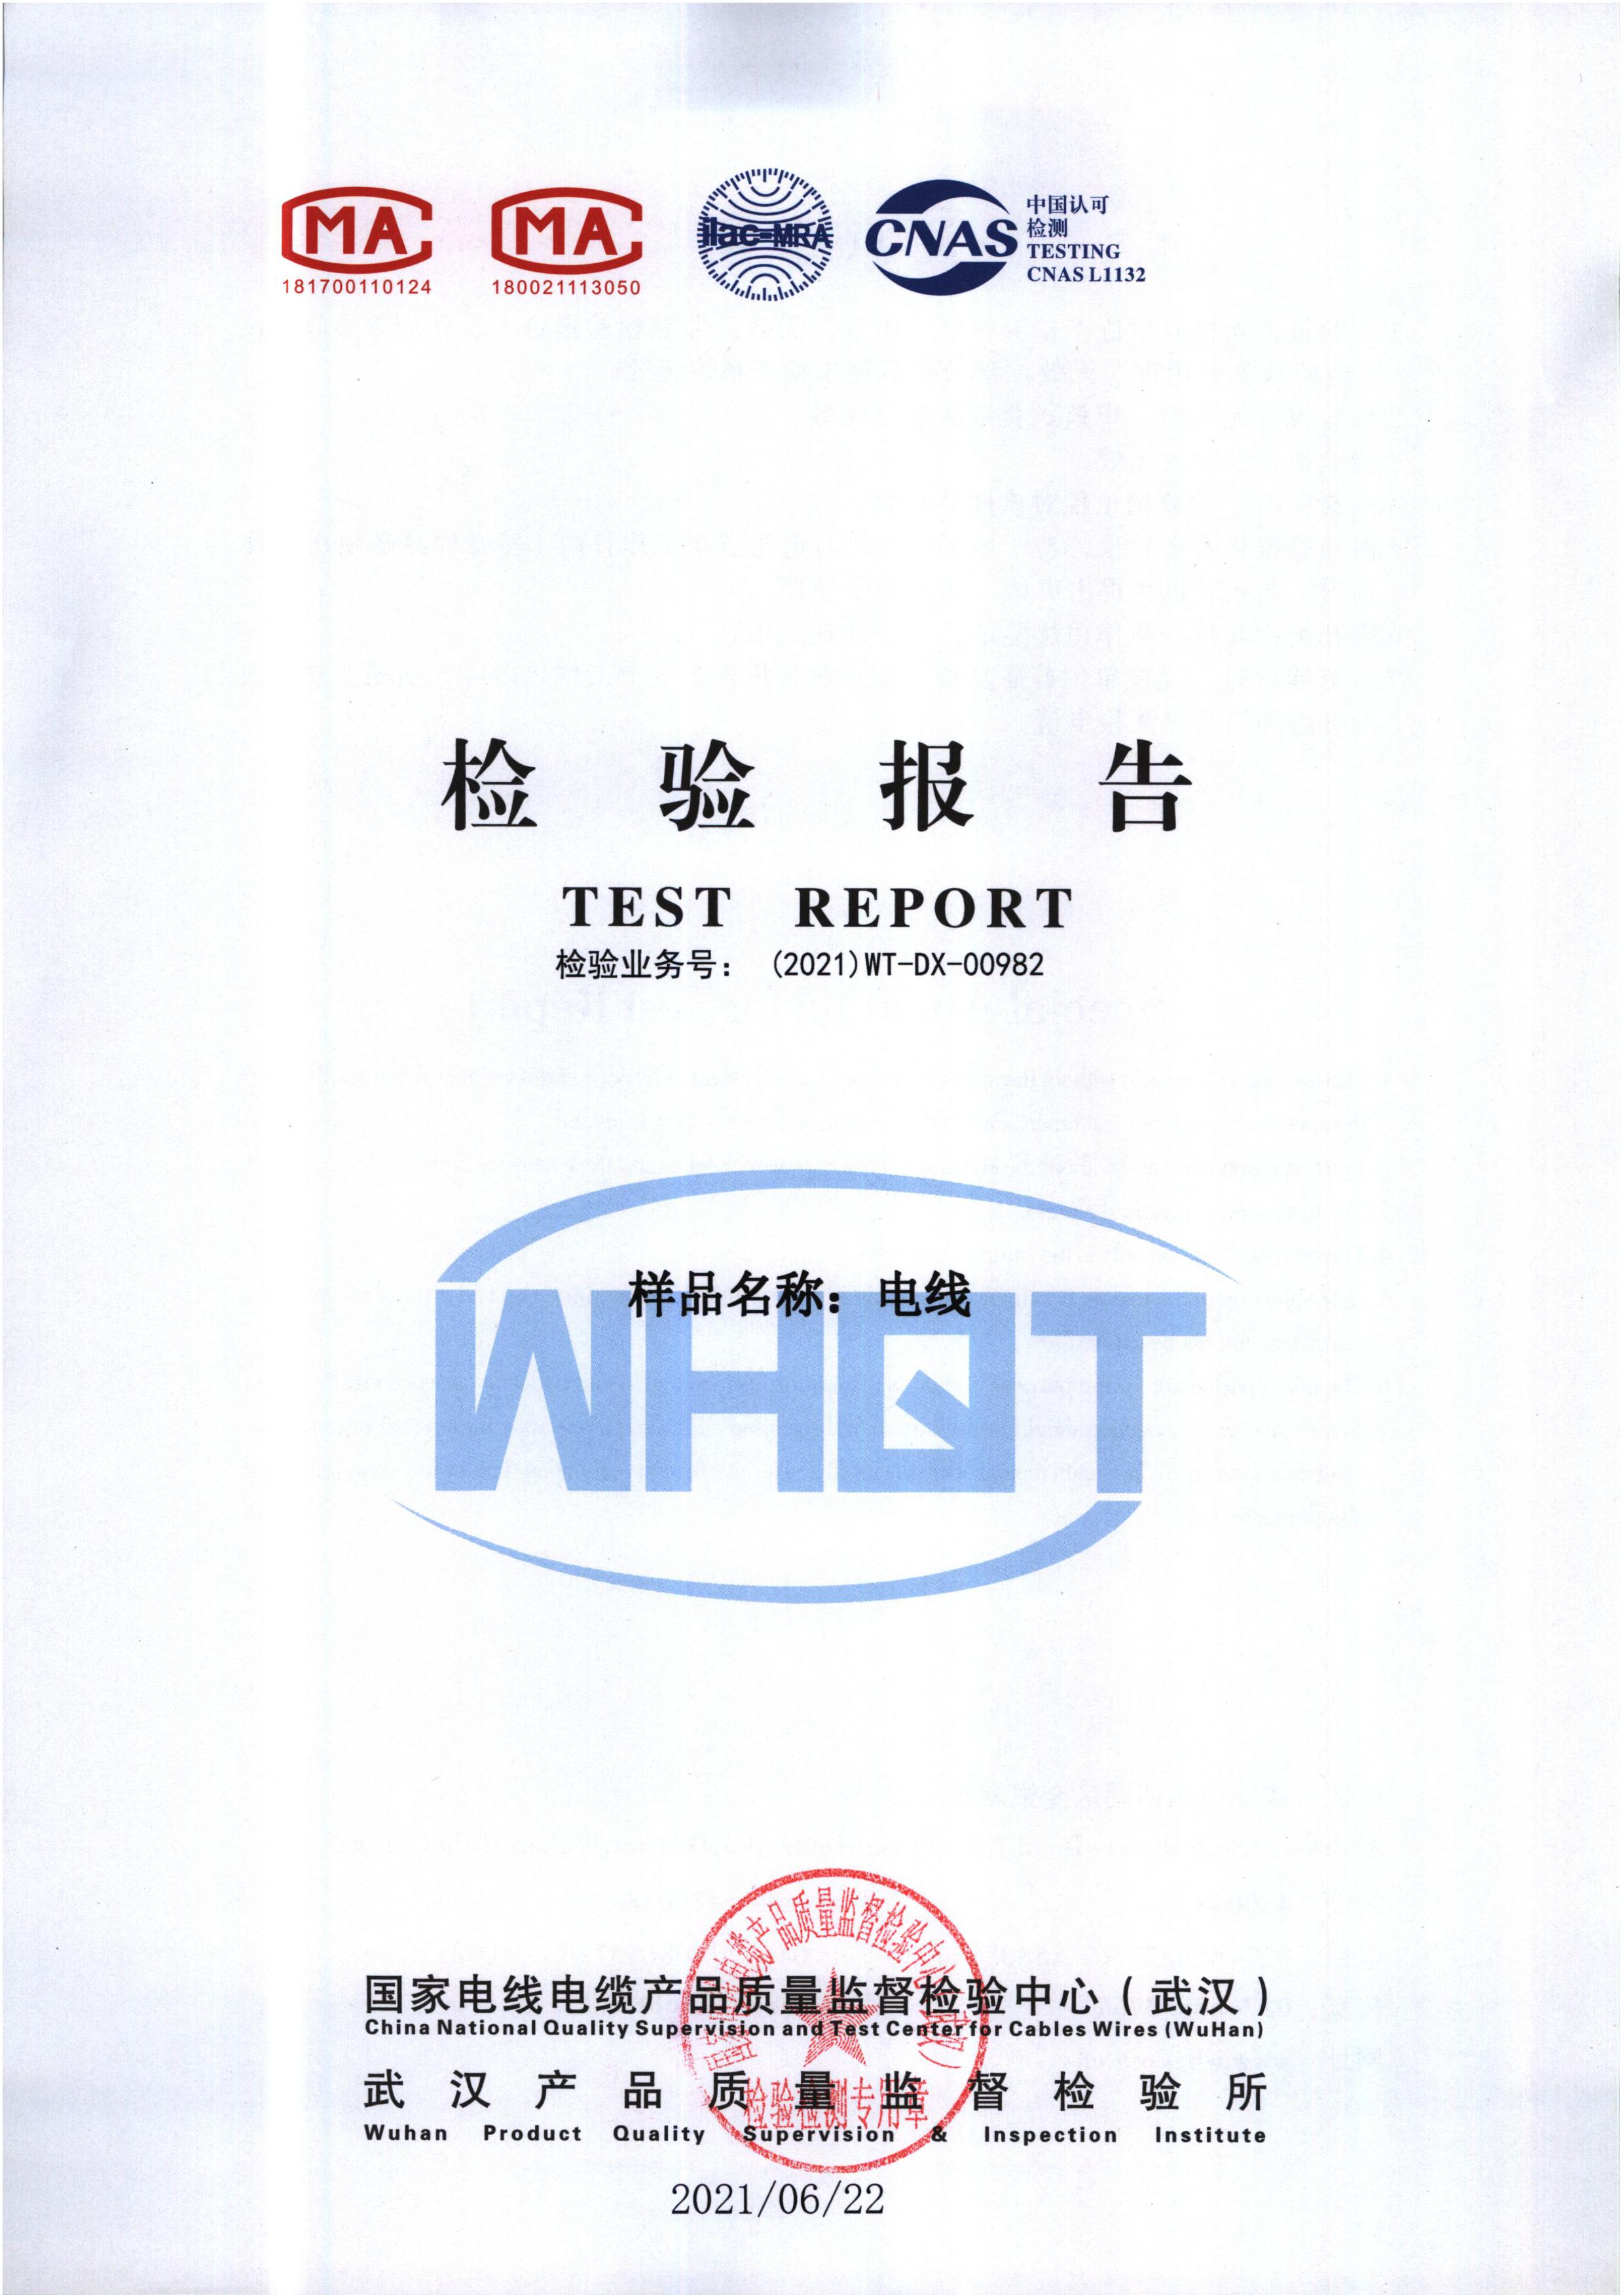 MA
181700110124
MA
180021113050
ilac-MRA
CNAS
中国认可
检测
TESTING
CNAS L1132
检验报告
TEST REPORT
检验业务号： (2021)WT-DX-00982
样品名称：电线
WHQT
国家电线电缆产品质量监督检验中心（武汉）
China National Quality Supervision and Test Center for Cables Wires (WuHan)
武汉产品质量监督检验所
Wuhan Product Quality Supervision & Inspection Institute
国家电线电缆产品质量监督检验中心（武汉）
检验检测专用章
2021/06/22